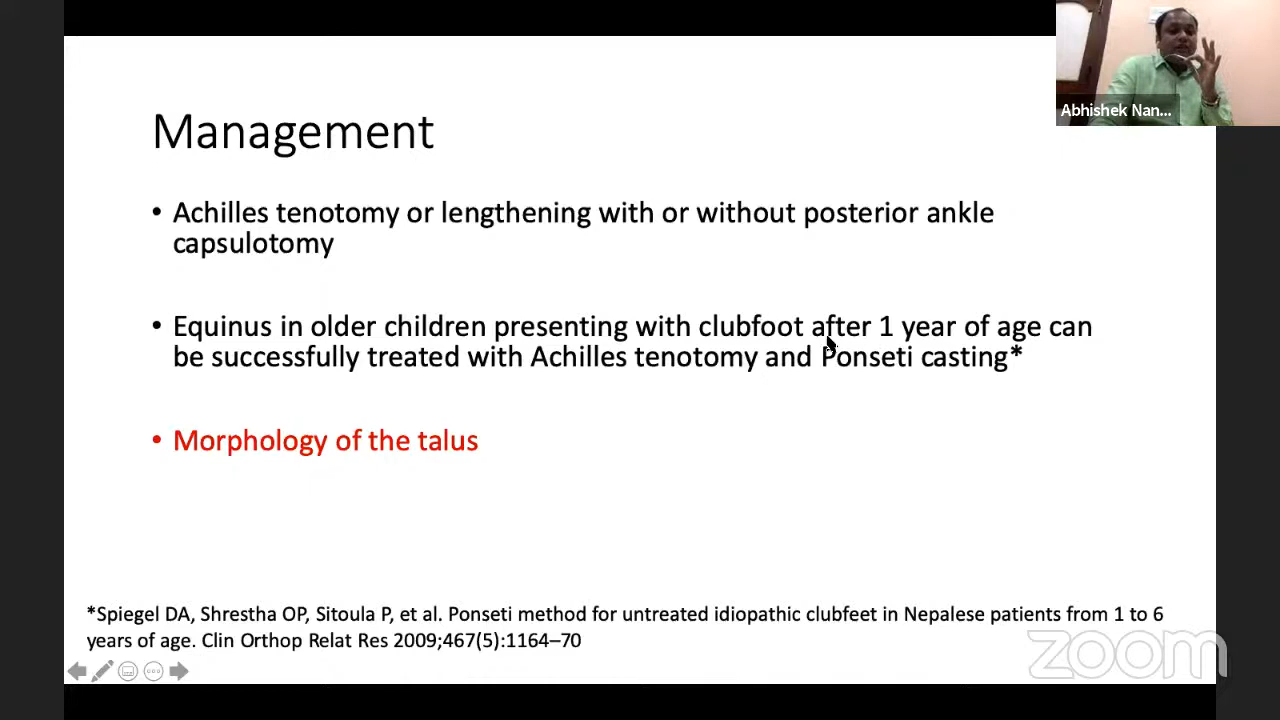 Abhishek Nan...
Management
• Achilles tenotomy or lengthening with or without posterior ankle
capsulotomy
• Equinus in older children presenting with clubfoot after 1 year of age can
be successfully treated with Achilles tenotomy and Ponseti casting*
• Morphology of the talus
*Spiegel DA, Shrestha OP, Sitoula P, et al. Ponseti method for untreated idiopathic clubfeet in Nepalese patients from 1 to 6
years of age. Clin Orthop Relat Res 2009;467(5):1164–70
zoom